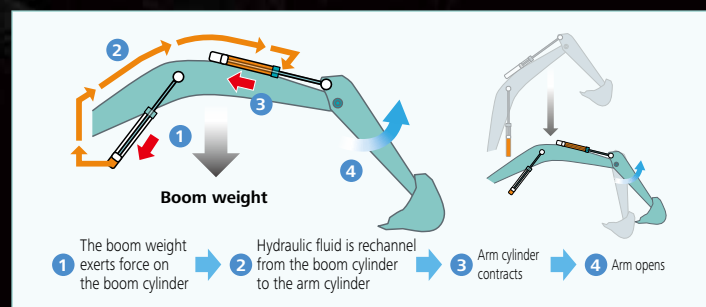 2
1
3
4
Boom weight
1 The boom weight
exerts force on
the boom cylinder
2 Hydraulic fluid is rechannel
from the boom cylinder
to the arm cylinder
3 Arm cylinder
contracts
4 Arm opens